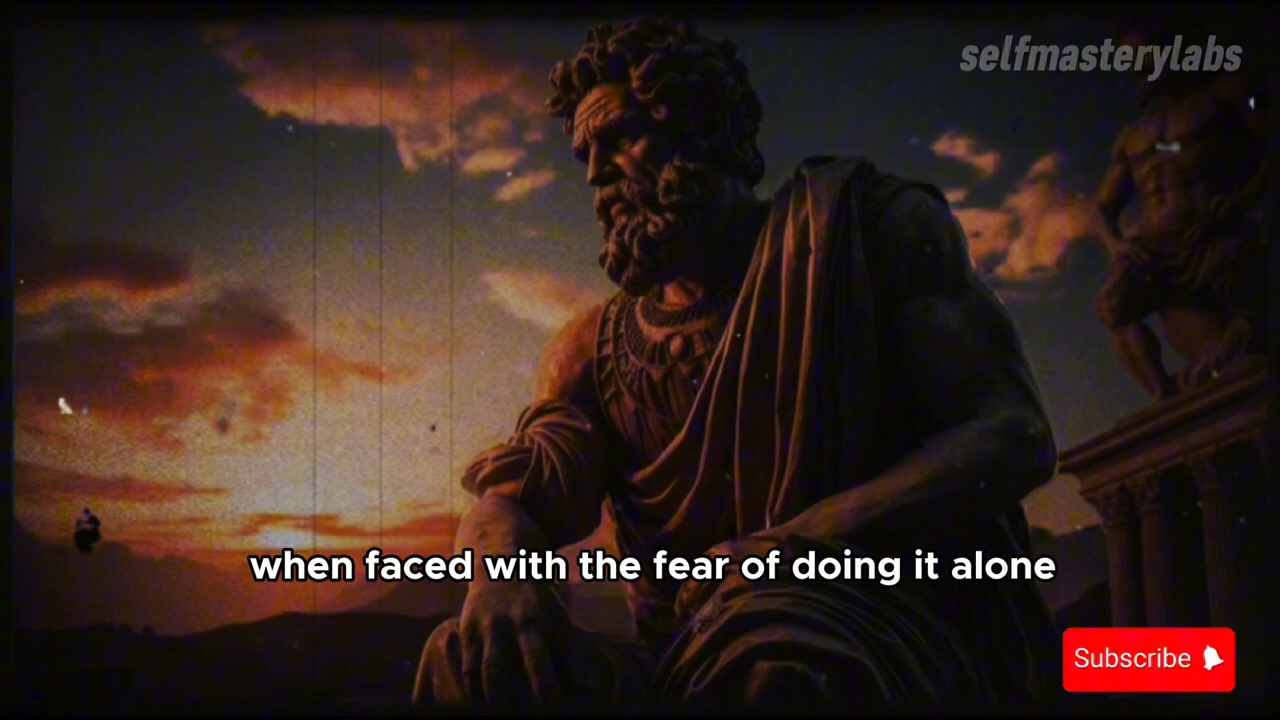 selfmasterylabs
when faced with the fear of doing it alone
Subscribe